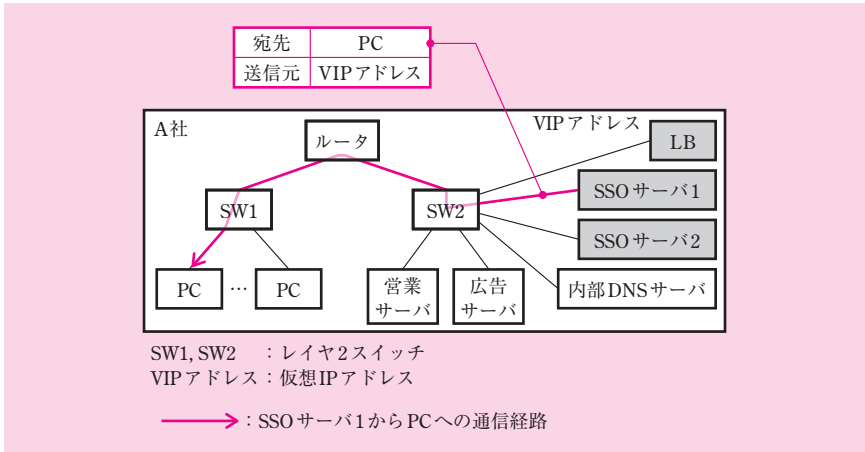 宛先 PC
送信元 VIPアドレス
A社
VIPアドレス
ルータ
LB
SSOサーバ1
SW1
SW2
SSOサーバ2
PC … PC
営業
サーバ
広告
サーバ
内部DNSサーバ
SW1, SW2 :レイヤ2スイッチ
VIPアドレス:仮想IPアドレス
:SSOサーバ1からPCへの通信経路